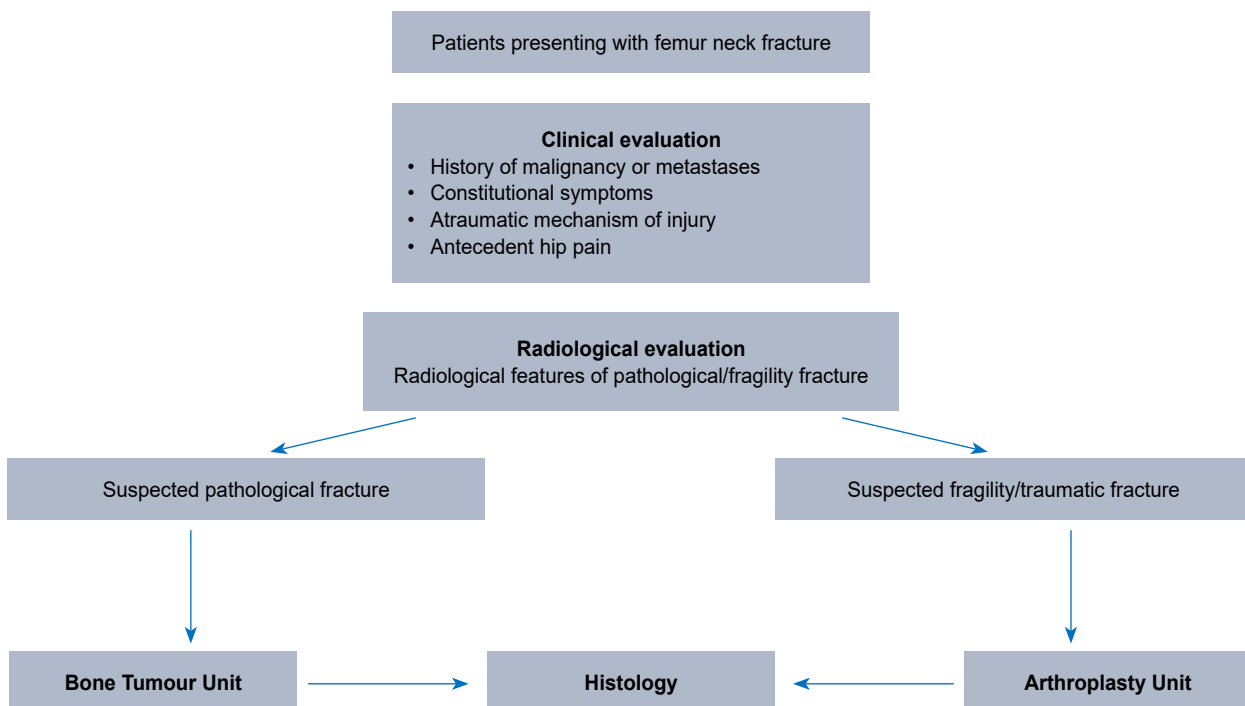 Patients presenting with femur neck fracture
Clinical evaluation
• History of malignancy or metastases
• Constitutional symptoms
• Atraumatic mechanism of injury
• Antecedent hip pain
Radiological evaluation
Radiological features of pathological/fragility fracture
Suspected pathological fracture
Suspected fragility/traumatic fracture
Bone Tumour Unit
Histology
Arthroplasty Unit